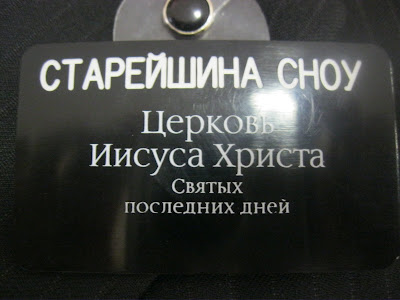 СТАРЕЙШИНА СНОУ
Церковь
Иисуса Христа
Святых
последних дней